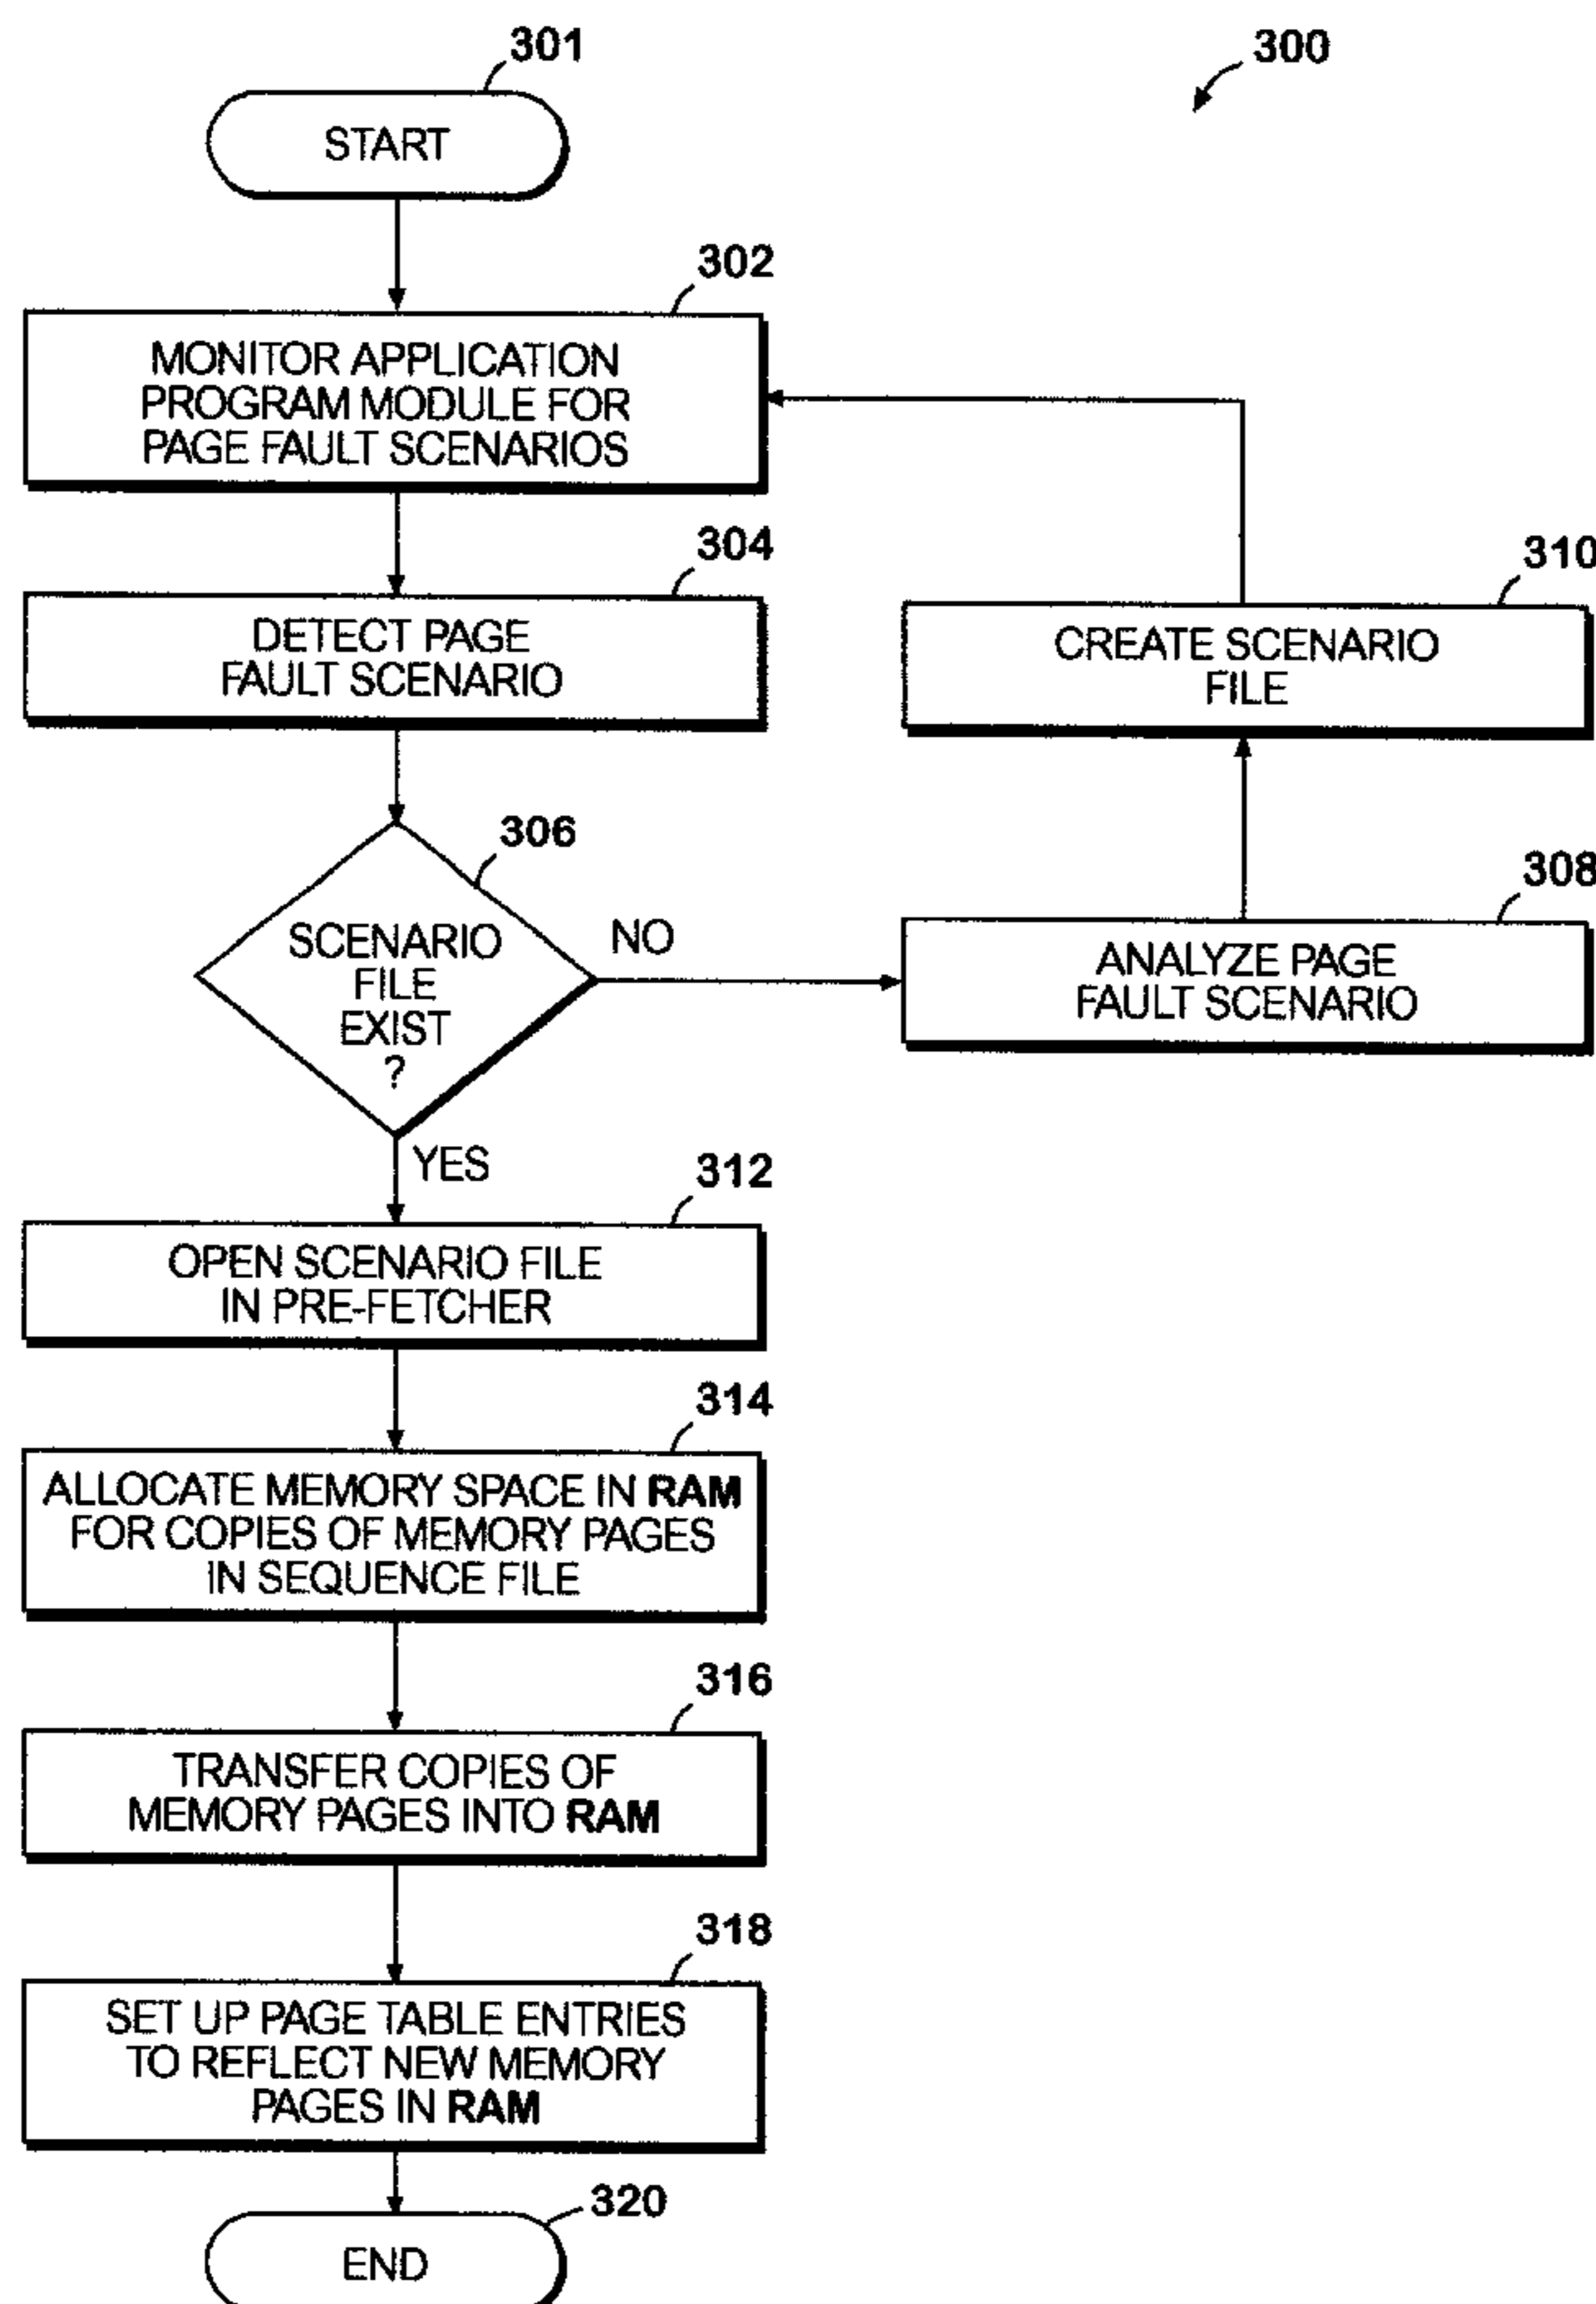 301
300
START
302
MONITOR APPLICATION
PROGRAM MODULE FOR
PAGE FAULT SCENARIOS
304
DETECT PAGE
FAULT SCENARIO
310
CREATE SCENARIO
FILE
306
SCENARIO
FILE
EXIST
?
NO
308
ANALYZE PAGE
FAULT SCENARIO
YES
312
OPEN SCENARIO FILE
IN PRE-FETCHER
314
ALLOCATE MEMORY SPACE IN RAM
FOR COPIES OF MEMORY PAGES
IN SEQUENCE FILE
316
TRANSFER COPIES OF
MEMORY PAGES INTO RAM
318
SET UP PAGE TABLE ENTRIES
TO REFLECT NEW MEMORY
PAGES IN RAM
320
END